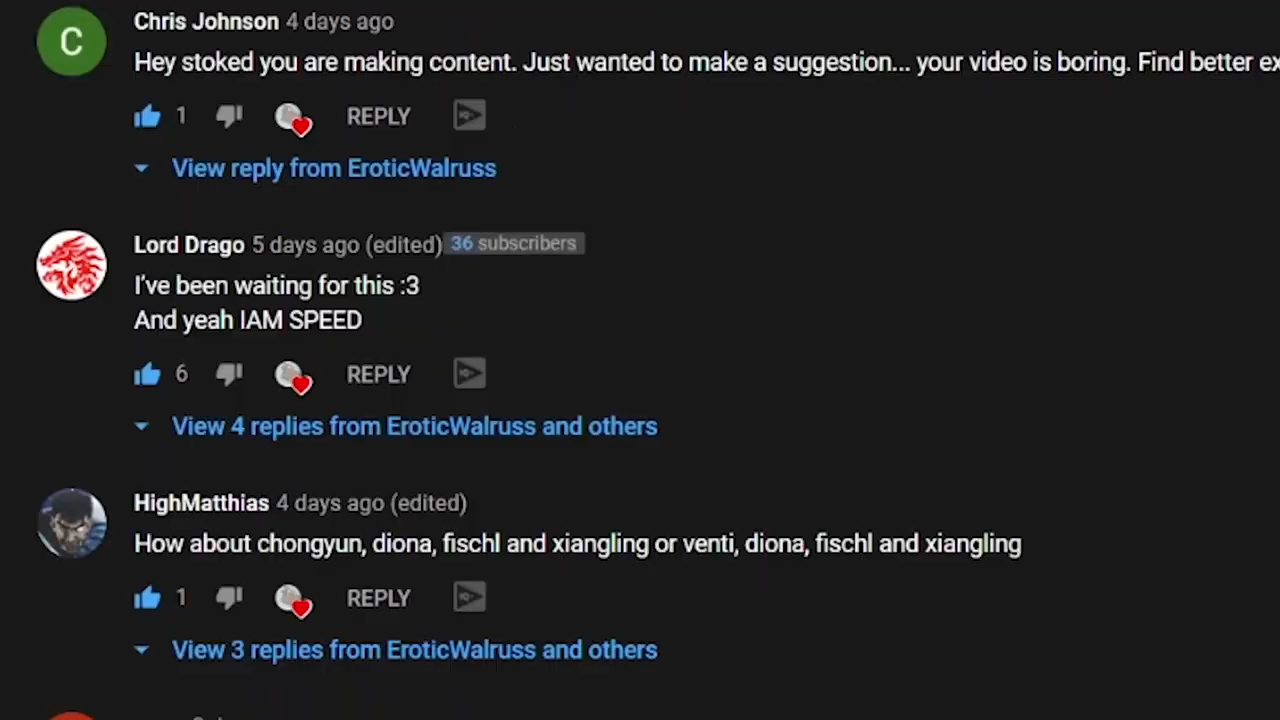 C
Chris Johnson 4 days ago
Hey stoked you are making content. Just wanted to make a suggestion... your video is boring. Find better
1 REPLY
View reply from EroticWalruss
Lord Drago 5 days ago (edited) 36 subscribers
I've been waiting for this :3
And yeah IAM SPEED
6 REPLY
View 4 replies from EroticWalruss and others
HighMatthias 4 days ago (edited)
How about chongyun, diona, fischl and xiangling or venti, diona, fischl and xiangling
1 REPLY
View 3 replies from EroticWalruss and others